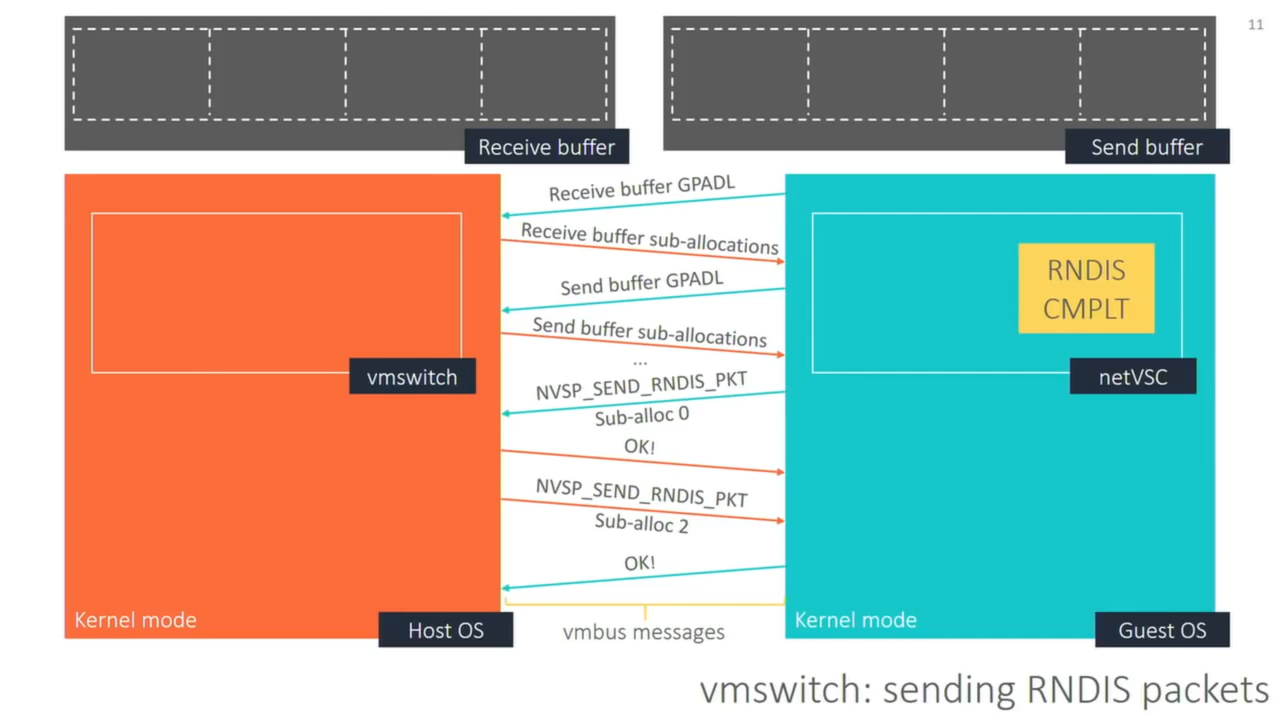 11
Receive buffer
Send buffer
Receive buffer GPADL
Receive buffer sub-allocations
Send buffer GPADL
Send buffer sub-allocations
...
NVSP_SEND_RNDIS_PKT
Sub-alloc 0
OK!
NVSP_SEND_RNDIS_PKT
Sub-alloc 2
OK!
vmbus messages
vmswitch
Kernel mode
Host OS
RNDIS
CMPLT
netVSC
Kernel mode
Guest OS
vmswitch: sending RNDIS packets